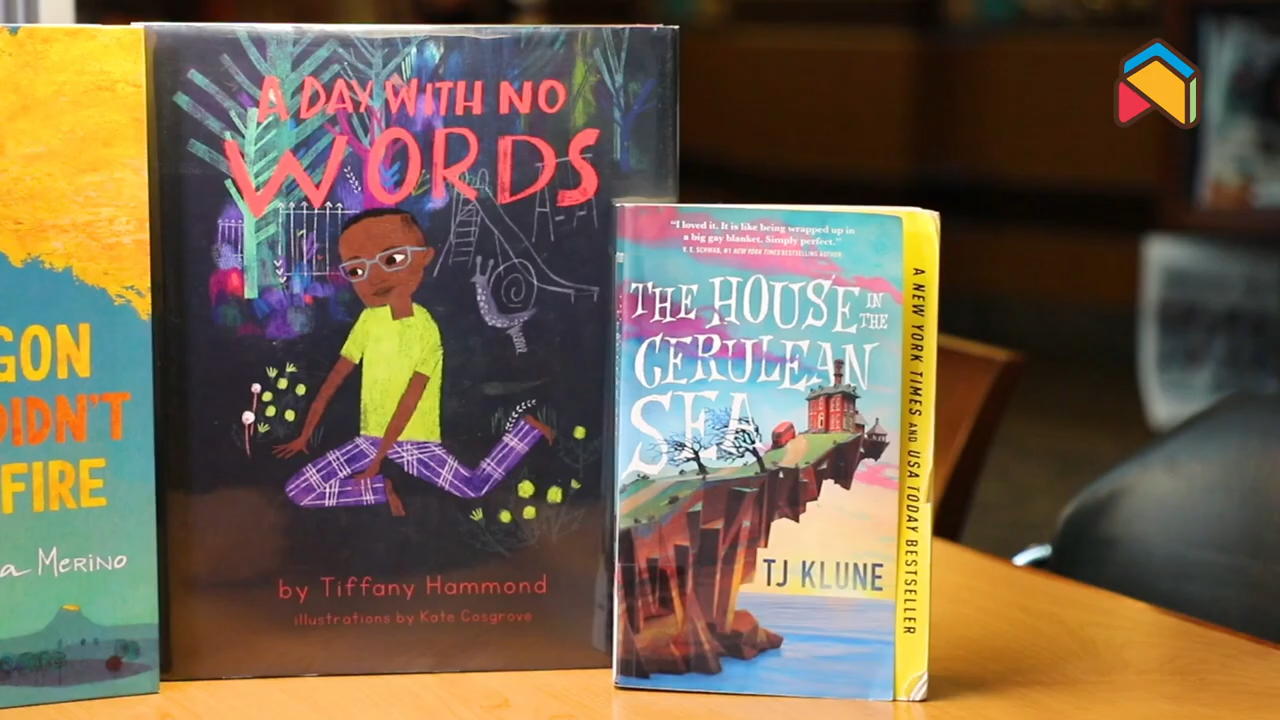 GON
DIDN'T
FIRE
a MERINO
A DAY WITH NO
WORDS
by Tiffany Hammond
illustrations by Kate Cosgrove
"I loved it. It is like being wrapped up in
a big gay blanket. Simply perfect."
V. E. SCHWAB, #1 NEW YORK TIMES BESTSELLING AUTHOR
THE HOUSE IN THE
CERULEAN
SEA
TJ KLUNE
A NEW YORK TIMES AND USA TODAY BESTSELLER